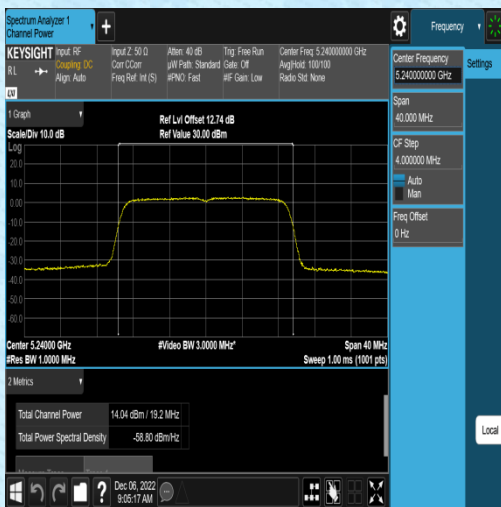 Spectrum Analyzer 1
Channel Power
Frequency
KEYSIGHT
Input: RF
Coupling: DC
Align: Auto
Input Z: 50 Ω
Corr CCorr
Freq Ref: Int (S)
Atten: 40 dB
µW Path: Standard
#PNO: Fast
Trig: Free Run
Gate: Off
#IF Gain: Low
Center Freq: 5.240000000 GHz
Avg|Hold: 100/100
Radio Std: None
R L
Center Frequency
5.240000000 GHz
Settings
Span
40.000 MHz
CF Step
4.000000 MHz
Auto
Man
Freq Offset
0 Hz
1 Graph
Scale/Div 10.0 dB
Ref Lvl Offset 12.74 dB
Ref Value 30.00 dBm
Log
20.0
10.0
0.00
-10.0
-20.0
-30.0
-40.0
-50.0
-60.0
Center 5.24000 GHz
#Video BW 3.0000 MHz*
Span 40 MHz
#Res BW 1.0000 MHz
Sweep 1.00 ms (1001 pts)
2 Metrics
Total Channel Power 14.04 dBm / 19.2 MHz
Total Power Spectral Density -58.80 dBm/Hz
Local
?
Dec 06, 2022
9:05:17 AM